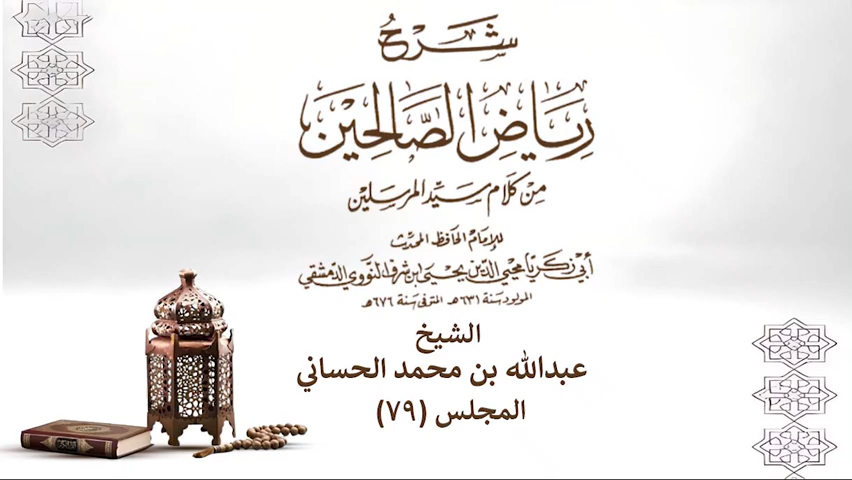 شرح
رياض الصالحين
من كلام سيد المرسلين
للإمام الحافظ المحدث
أبي زكريا محيي الدين يحيى بن شرف النووي الدمشقي
المولود سنة ٦٣١هـ المتوفى سنة ٦٧٦هـ
الشيخ
عبدالله بن محمد الحساني
المجلس (٧٩)